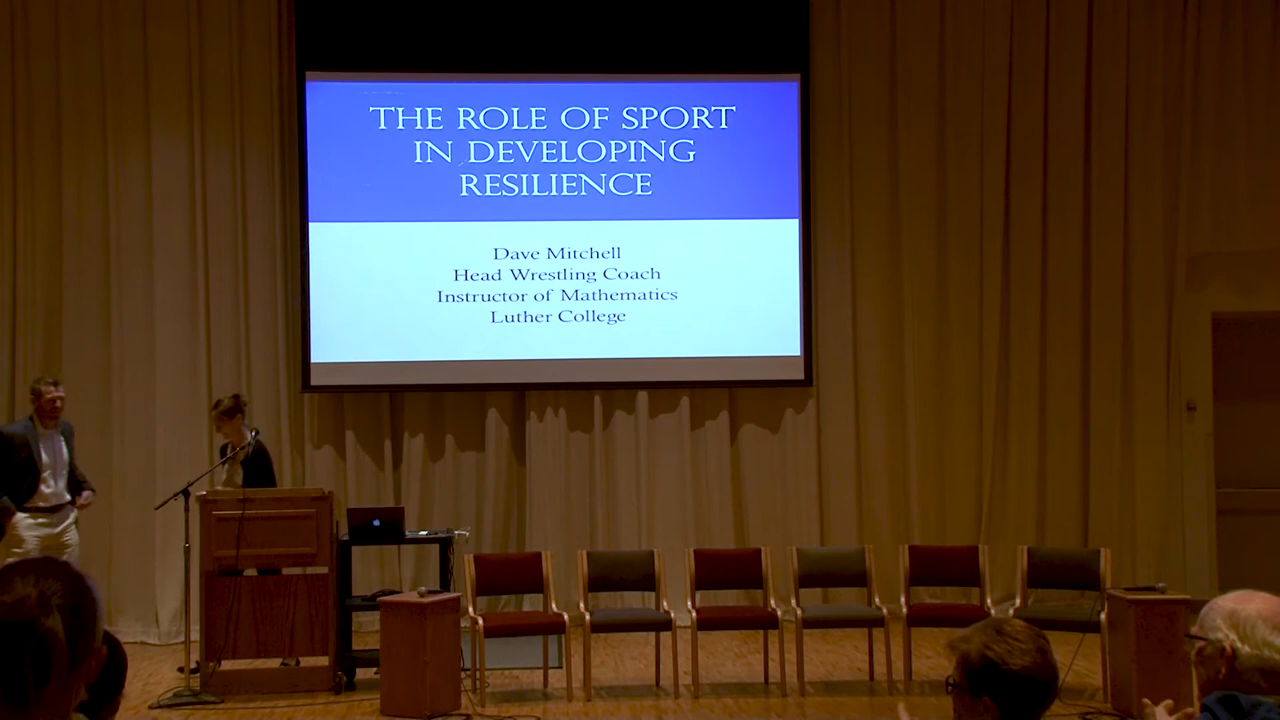 THE ROLE OF SPORT
IN DEVELOPING
RESILIENCE
Dave Mitchell
Head Wrestling Coach
Instructor of Mathematics
Luther College